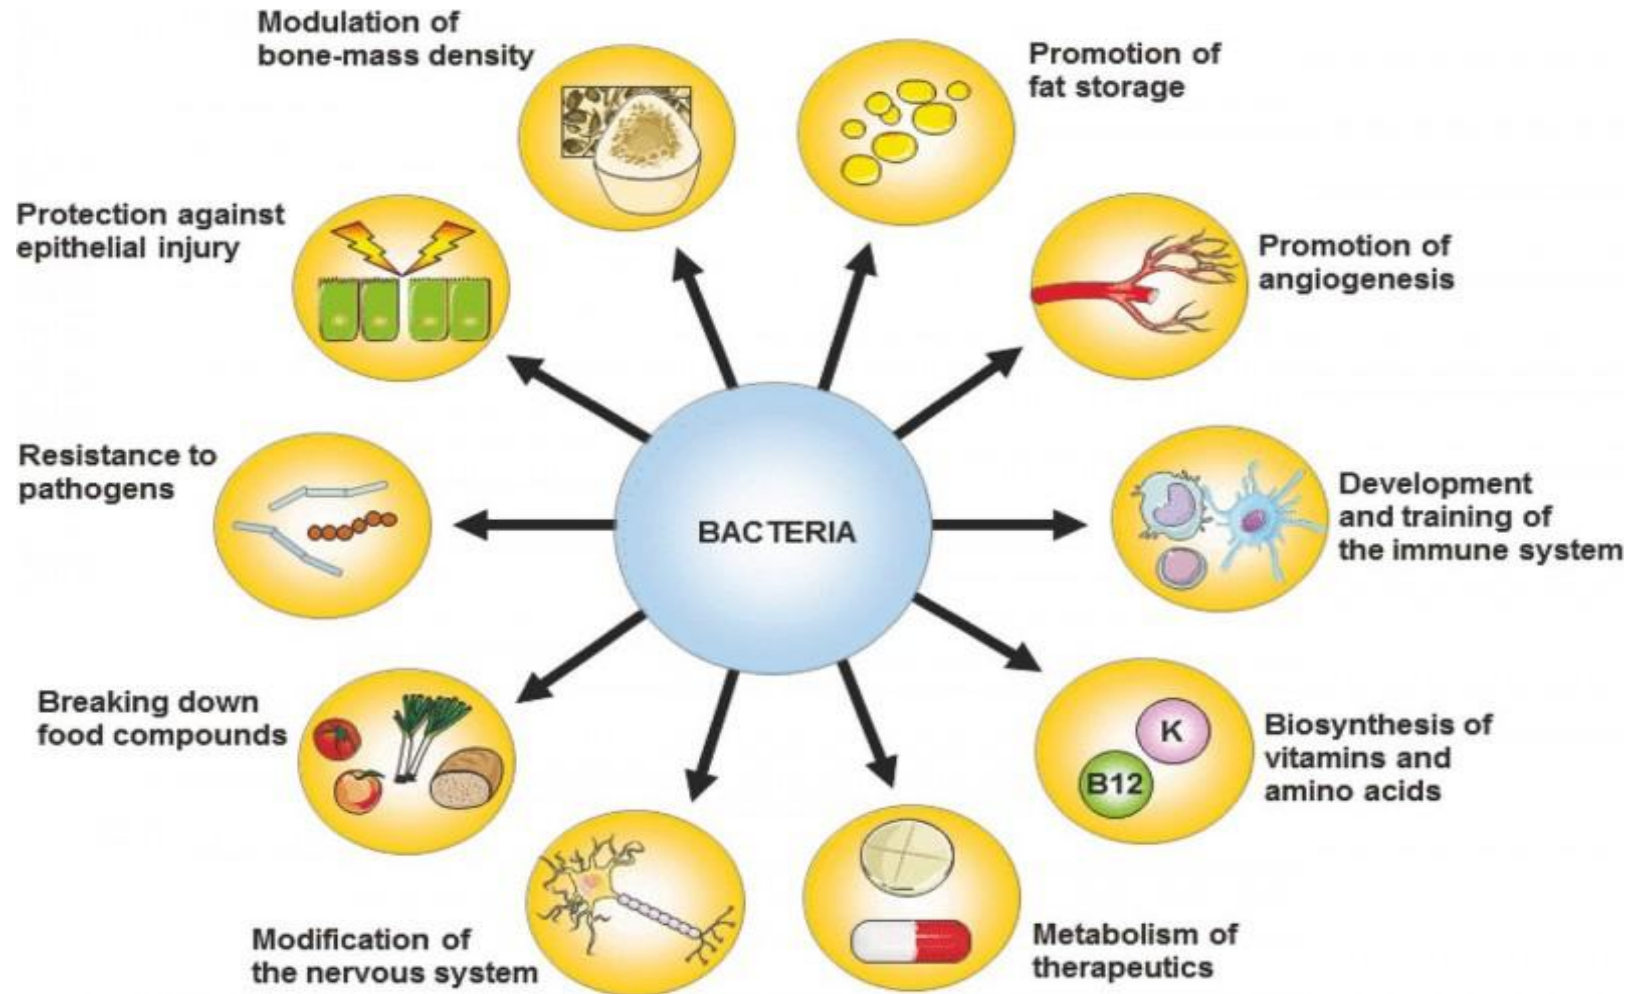 Modulation of
bone-mass density
Promotion of
fat storage
Protection against
epithelial injury
Promotion of
angiogenesis
Resistance to
pathogens
BACTERIA
Development
and training of
the immune system
Breaking down
food compounds
K
B12
Biosynthesis of
vitamins and
amino acids
Modification of
the nervous system
Metabolism of
therapeutics